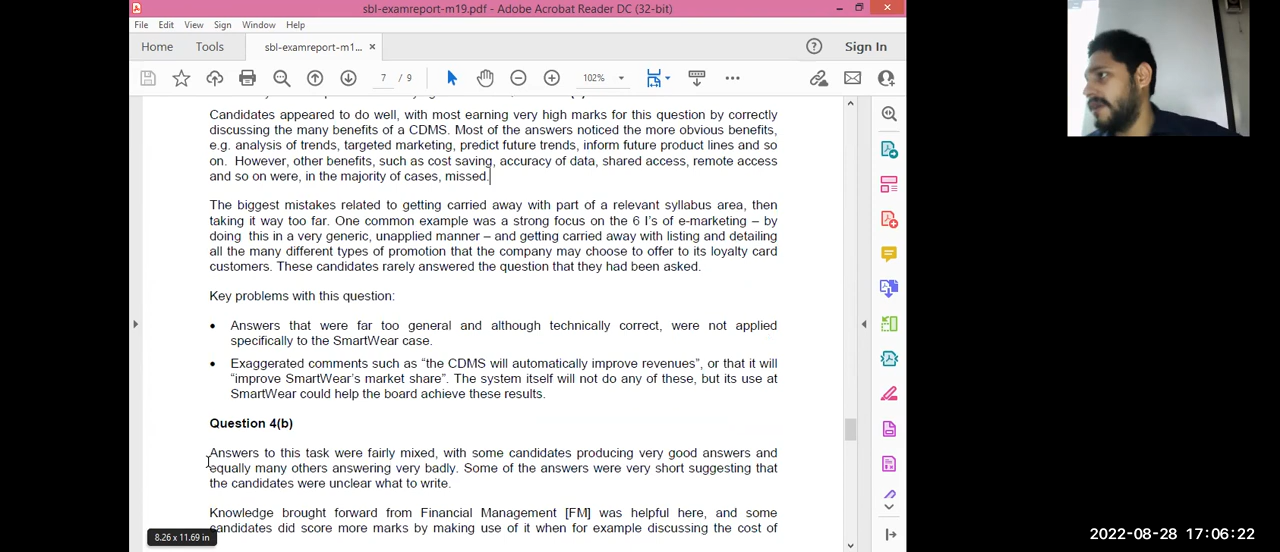 sbl-examreport-m19.pdf - Adobe Acrobat Reader DC (32-bit)
File Edit View Sign Window Help
Home Tools sbl-examreport-m1... × Sign In
7 / 9 102%
Candidates appeared to do well, with most earning very high marks for this question by correctly
discussing the many benefits of a CDMS. Most of the answers noticed the more obvious benefits,
e.g. analysis of trends, targeted marketing, predict future trends, inform future product lines and so
on. However, other benefits, such as cost saving, accuracy of data, shared access, remote access
and so on were, in the majority of cases, missed.
The biggest mistakes related to getting carried away with part of a relevant syllabus area, then
taking it way too far. One common example was a strong focus on the 6 I's of e-marketing – by
doing this in a very generic, unapplied manner – and getting carried away with listing and detailing
all the many different types of promotion that the company may choose to offer to its loyalty card
customers. These candidates rarely answered the question that they had been asked.
Key problems with this question:
• Answers that were far too general and although technically correct, were not applied
specifically to the SmartWear case.
• Exaggerated comments such as "the CDMS will automatically improve revenues", or that it will
"improve SmartWear's market share". The system itself will not do any of these, but its use at
SmartWear could help the board achieve these results.
Question 4(b)
Answers to this task were fairly mixed, with some candidates producing very good answers and
equally many others answering very badly. Some of the answers were very short suggesting that
the candidates were unclear what to write.
Knowledge brought forward from Financial Management [FM] was helpful here, and some
candidates did score more marks by making use of it when for example discussing the cost of
8.26 x 11.69 in
2022-08-28 17:06:22